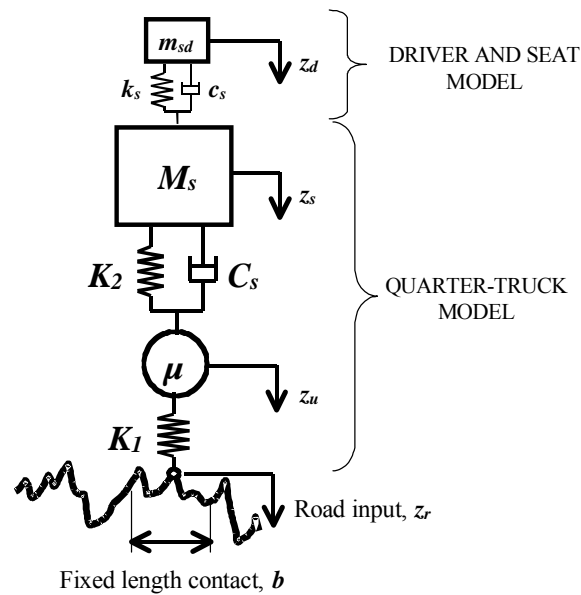 m_sd
z_d
k_s
c_s
DRIVER AND SEAT
MODEL
M_s
z_s
K_2
C_s
QUARTER-TRUCK
MODEL
μ
z_u
K_1
Road input, z_r
Fixed length contact, b